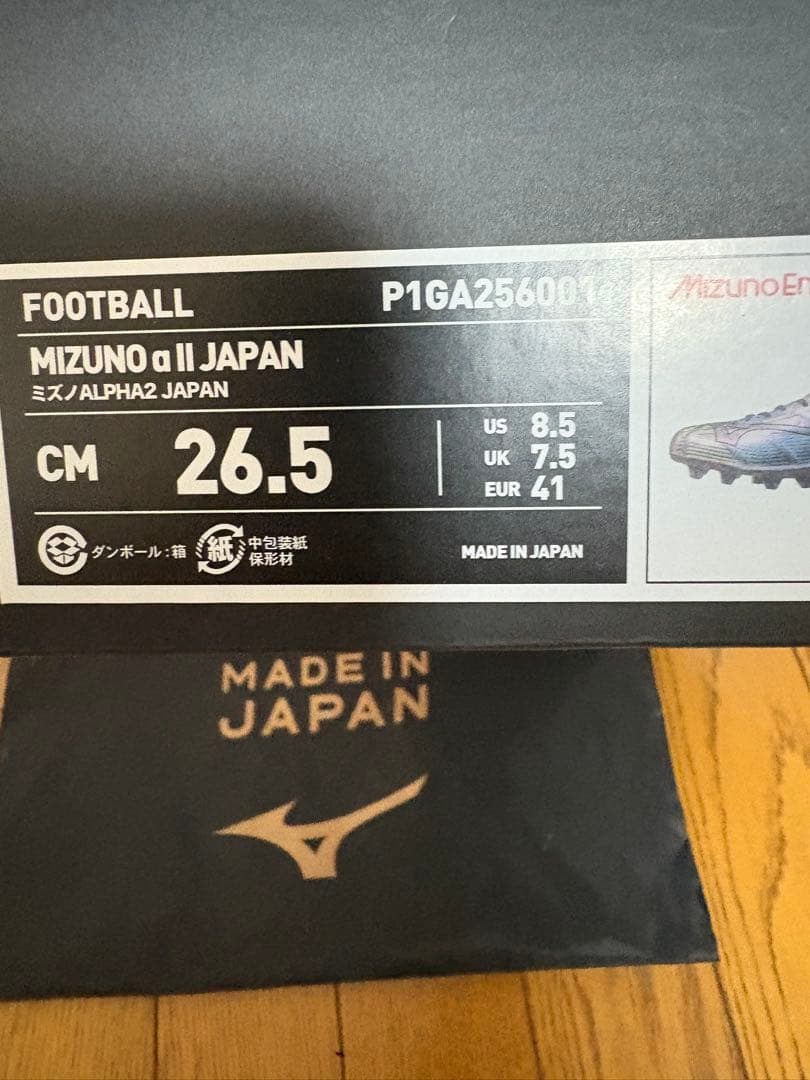 FOOTBALL
P1GA256001
MizunoEn
MIZUNO α II JAPAN
ミズノALPHA2 JAPAN
CM 26.5
US 8.5
UK 7.5
EUR 41
ダンボール:箱
紙
中包装紙
保形材
MADE IN JAPAN
MADE IN
JAPAN